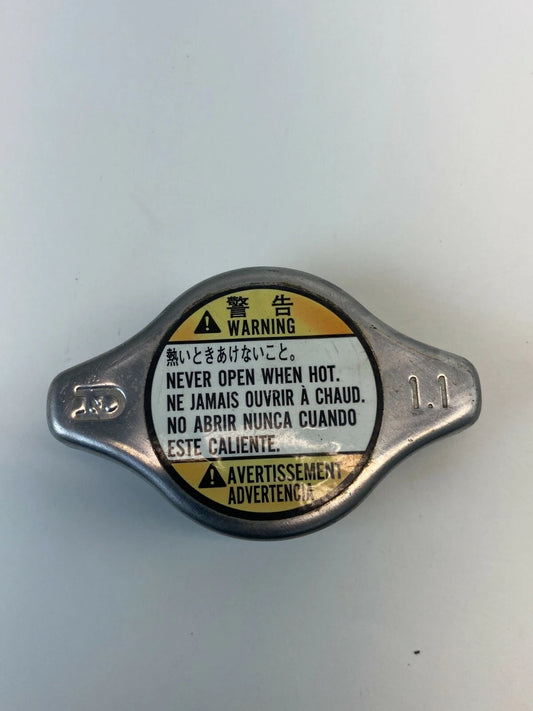 警告
WARNING
熱いときあけないこと。
NEVER OPEN WHEN HOT.
NE JAMAIS OUVRIR À CHAUD.
NO ABRIR NUNCA CUANDO
ESTE CALIENTE.
AVERTISSEMENT
ADVERTENCIA
1.1